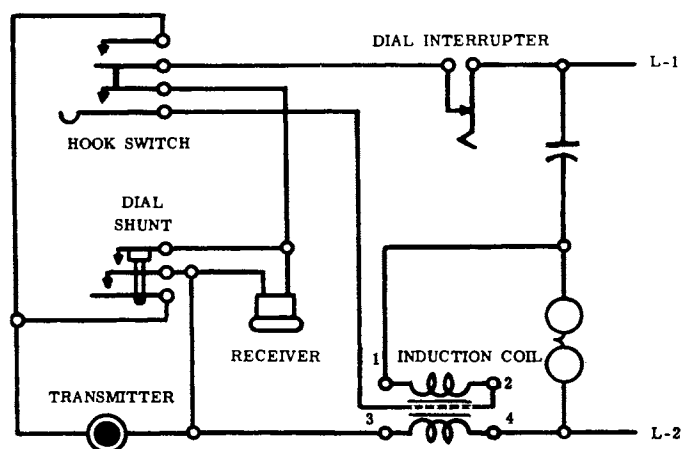 DIAL INTERRUPTER
L-1
HOOK SWITCH
DIAL
SHUNT
RECEIVER
1
INDUCTION COIL
2
TRANSMITTER
3
4
L-2